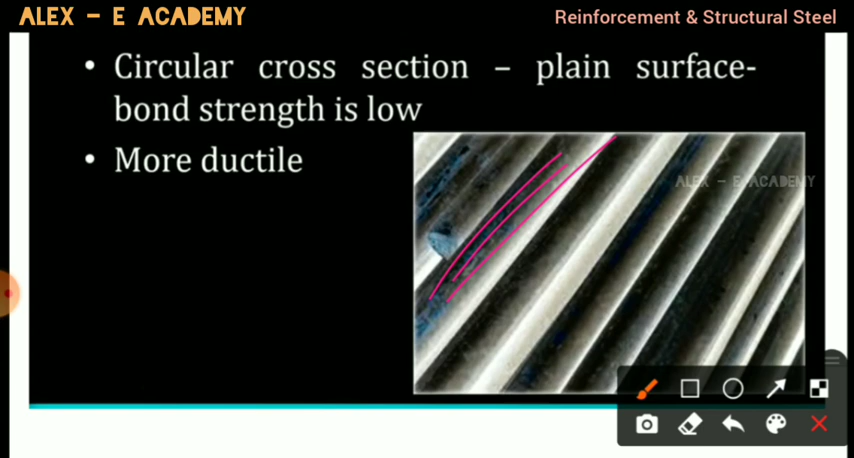 ALEX - E ACADEMY
Reinforcement & Structural Steel
• Circular cross section – plain surface-
bond strength is low
• More ductile
ALEX - E ACADEMY